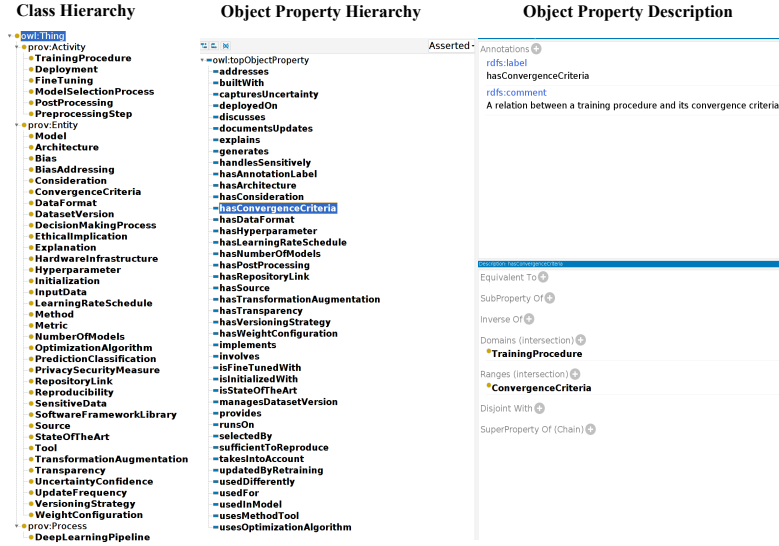 Class Hierarchy
owl:Thing
prov:Activity
TrainingProcedure
Deployment
FineTuning
ModelSelectionProcess
PostProcessing
PreprocessingStep
prov:Entity
Model
Architecture
Bias
BiasAddressing
Consideration
ConvergenceCriteria
DataFormat
DatasetVersion
DecisionMakingProcess
EthicalImplication
Explanation
HardwareInfrastructure
Hyperparameter
Initialization
InputData
LearningRateSchedule
Method
Metric
NumberOfModels
OptimizationAlgorithm
PredictionClassification
PrivacySecurityMeasure
RepositoryLink
Reproducibility
SensitiveData
SoftwareFrameworkLibrary
Source
StateOfTheArt
Tool
TransformationAugmentation
Transparency
UncertaintyConfidence
UpdateFrequency
VersioningStrategy
WeightConfiguration
prov:Process
DeepLearningPipeline
Object Property Hierarchy
Asserted
owl:topObjectProperty
addresses
builtWith
capturesUncertainty
deployedOn
discusses
documentsUpdates
explains
generates
handlesSensitively
hasAnnotationLabel
hasArchitecture
hasConsideration
hasConvergenceCriteria
hasDataFormat
hasHyperparameter
hasLearningRateSchedule
hasNumberOfModels
hasPostProcessing
hasRepositoryLink
hasSource
hasTransformationAugmentation
hasTransparency
hasVersioningStrategy
hasWeightConfiguration
implements
involves
isFineTunedWith
isInitializedWith
isStateOfTheArt
managesDatasetVersion
provides
runsOn
selectedBy
sufficientToReproduce
takesIntoAccount
updatedByRetraining
usedDifferently
usedFor
usedInModel
usesMethodTool
usesOptimizationAlgorithm
Object Property Description
Annotations
rdfs:label
hasConvergenceCriteria
rdfs:comment
A relation between a training procedure and its convergence criteria
Description: hasConvergenceCriteria
Equivalent To
SubProperty Of
Inverse Of
Domains (intersection)
TrainingProcedure
Ranges (intersection)
ConvergenceCriteria
Disjoint With
SuperProperty Of (Chain)